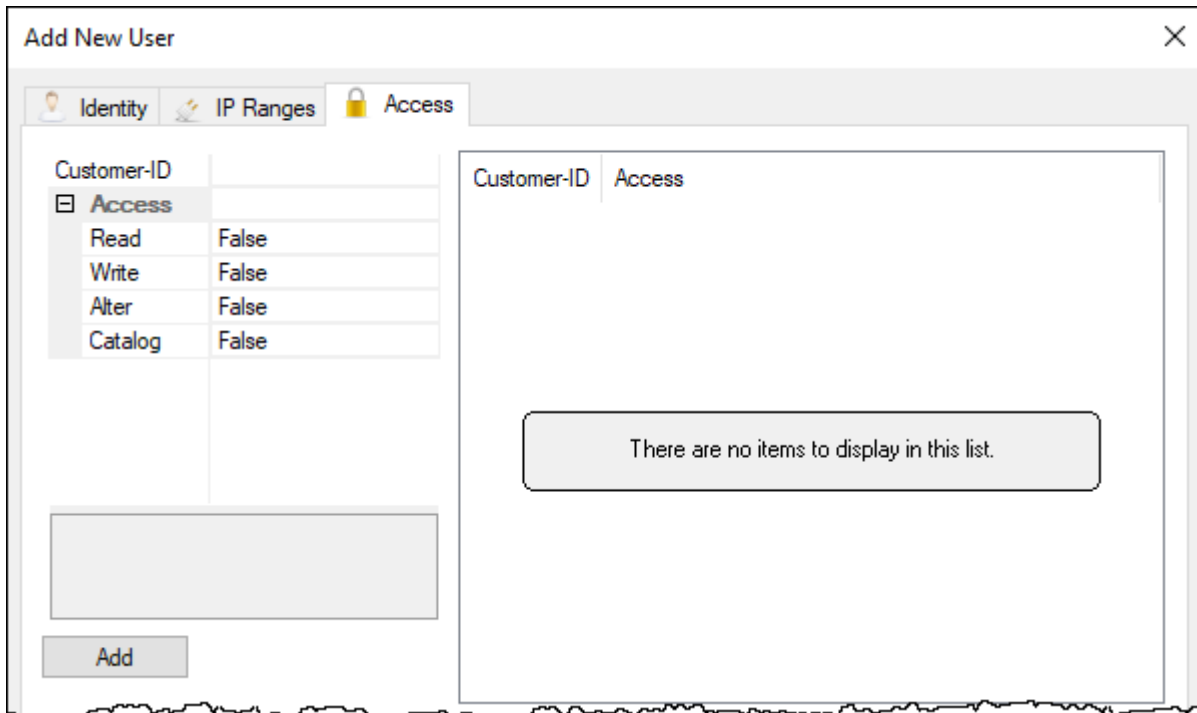 Add New User
Identity IP Ranges Access
Customer-ID
Access
Read False
Write False
Alter False
Catalog False
Add
Customer-ID Access
There are no items to display in this list.